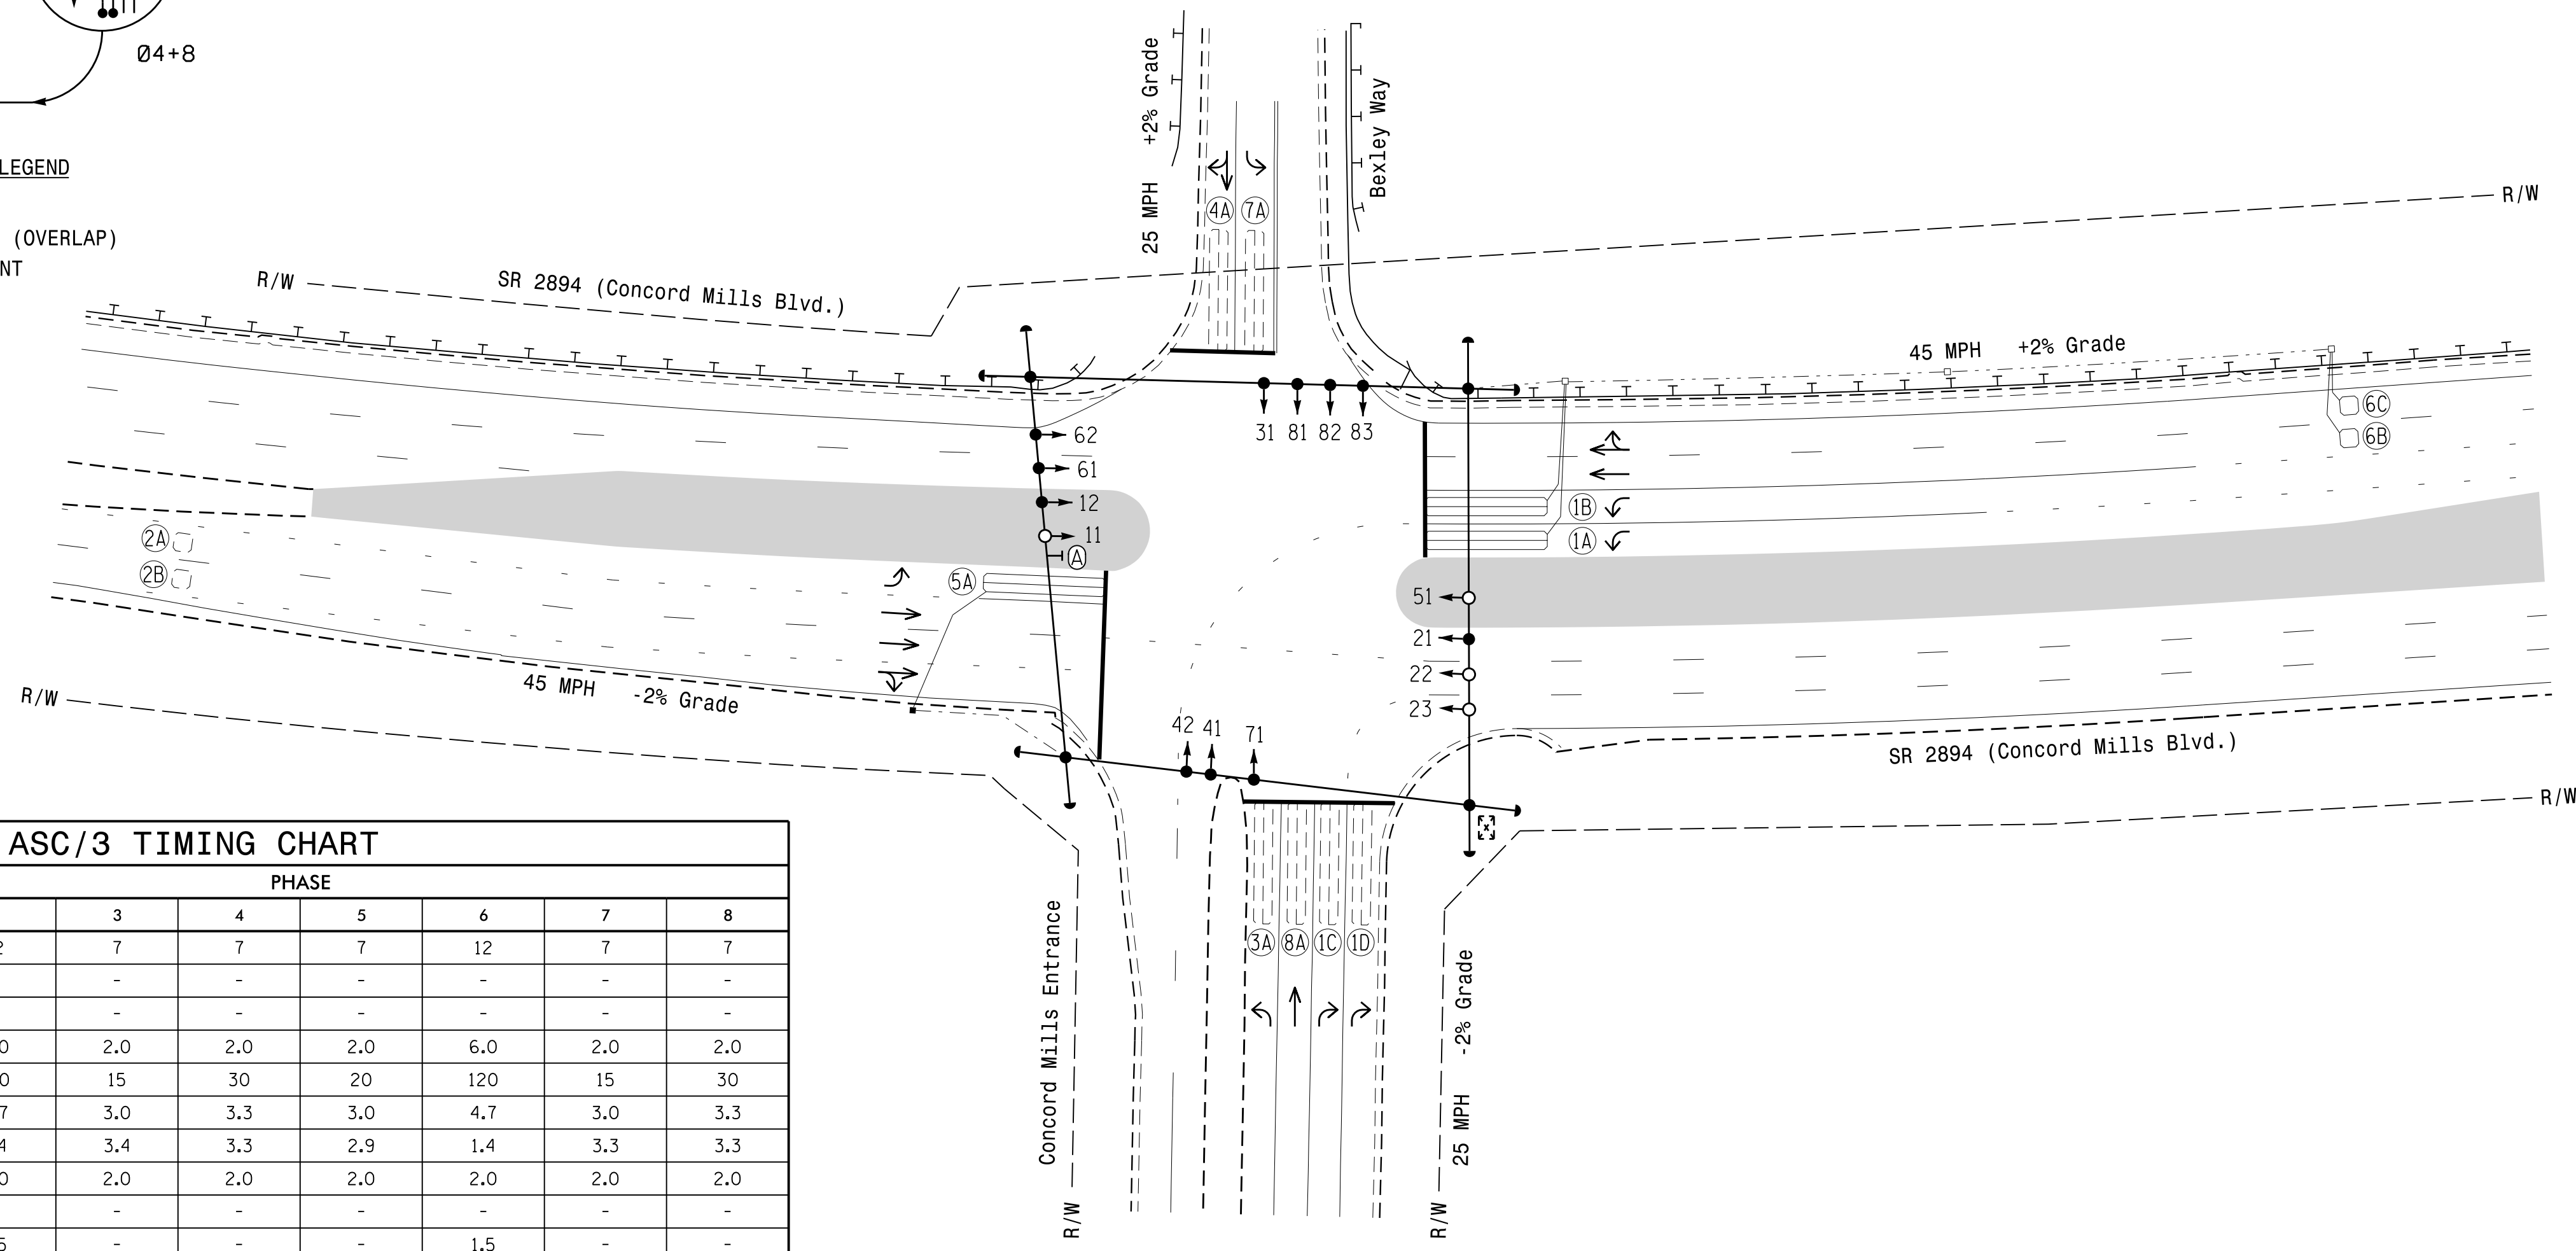 Ø4+8
LEGEND
(OVERLAP)
NT
25 MPH +2% Grade
Bexley Way
4A 7A
R/W
R/W
SR 2894 (Concord Mills Blvd.)
45 MPH +2% Grade
6C
6B
31 81 82 83
62
61
12
11
A
1B
1A
2A
2B
5A
51
21
22
23
45 MPH -2% Grade
R/W
42 41 71
SR 2894 (Concord Mills Blvd.)
R/W
3A 8A 1C 1D
Concord Mills Entrance
R/W
25 MPH -2% Grade
R/W
ASC/3 TIMING CHART
PHASE
3 4 5 6 7 8
2 7 7 7 12 7 7
- - - - - -
- - - - - -
0 2.0 2.0 2.0 6.0 2.0 2.0
0 15 30 20 120 15 30
7 3.0 3.3 3.0 4.7 3.0 3.3
4 3.4 3.3 2.9 1.4 3.3 3.3
0 2.0 2.0 2.0 2.0 2.0 2.0
- - - - - -
5 - - - 1.5 - -